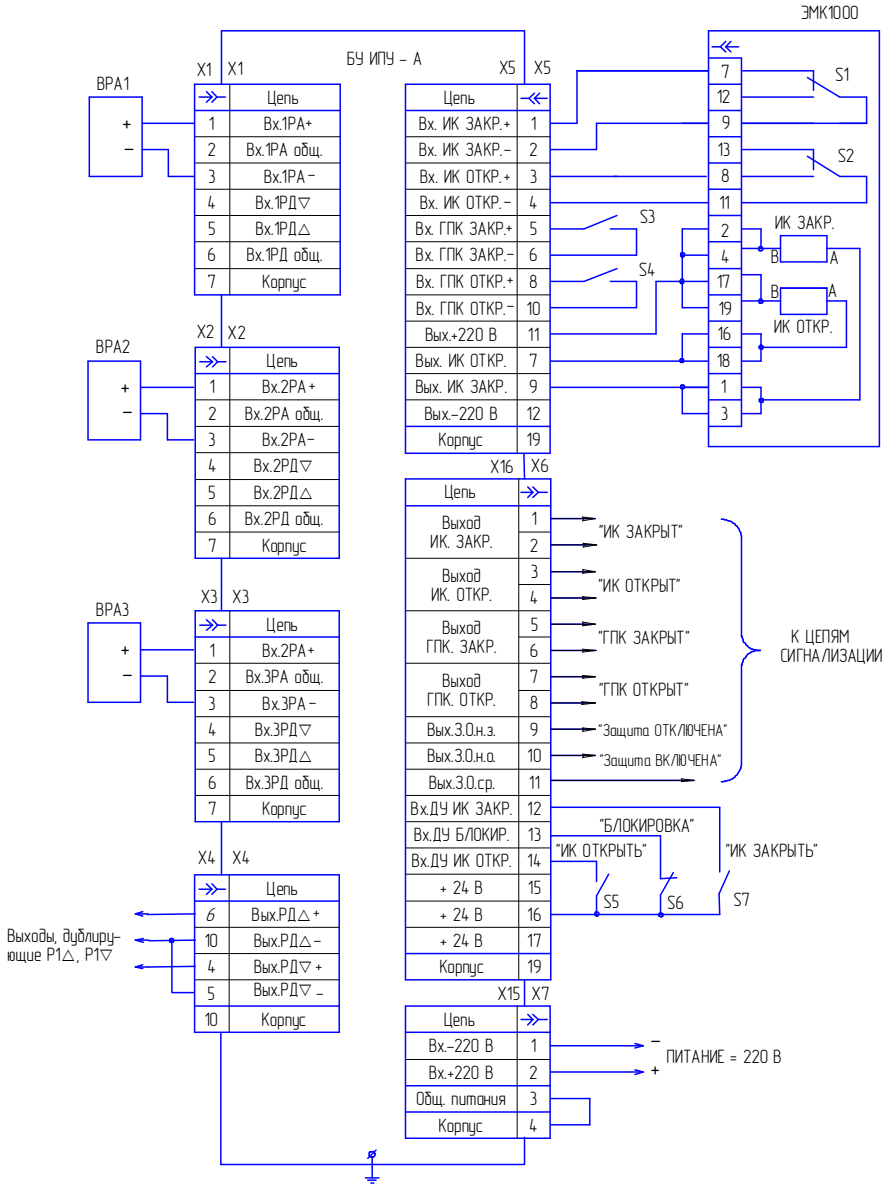 ЭМК1000
БУ ИПУ – А
X1 X1
ВРА1
+
−
Цепь
1 Вх.1РА+
2 Вх.1РА общ.
3 Вх.1РА−
4 Вх.1РД▽
5 Вх.1РД△
6 Вх.1РД общ.
7 Корпус
X2 X2
ВРА2
+
−
Цепь
1 Вх.2РА+
2 Вх.2РА общ.
3 Вх.2РА−
4 Вх.2РД▽
5 Вх.2РД△
6 Вх.2РД общ.
7 Корпус
X3 X3
ВРА3
+
−
Цепь
1 Вх.2РА+
2 Вх.3РА общ.
3 Вх.3РА−
4 Вх.3РД▽
5 Вх.3РД△
6 Вх.3РД общ.
7 Корпус
X4 X4
Цепь
6 Вых.РД△+
10 Вых.РД△−
4 Вых.РД▽+
5 Вых.РД▽−
10 Корпус
Выходы, дублиру-
ющие Р1△, Р1▽
X5 X5
Цепь
Вх. ИК ЗАКР.+ 1
Вх. ИК ЗАКР.− 2
Вх. ИК ОТКР.+ 3
Вх. ИК ОТКР.− 4
Вх. ГПК ЗАКР.+ 5
Вх. ГПК ЗАКР.− 6
Вх. ГПК ОТКР.+ 8
Вх. ГПК ОТКР.− 10
Вых.+220 В 11
Вых. ИК ОТКР. 7
Вых. ИК ЗАКР. 9
Вых.−220 В 12
Корпус 19
S3
S4
7
12
9
13
8
11
2
4
17
19
16
18
1
3
S1
S2
ИК ЗАКР.
В А
В А
ИК ОТКР.
X16 X6
Цепь
Выход
ИК. ЗАКР.
1
2
"ИК ЗАКРЫТ"
Выход
ИК. ОТКР.
3
4
"ИК ОТКРЫТ"
Выход
ГПК. ЗАКР.
5
6
"ГПК ЗАКРЫТ"
Выход
ГПК. ОТКР.
7
8
"ГПК ОТКРЫТ"
Вых.З.О.н.з. 9 "Защита ОТКЛЮЧЕНА"
Вых.З.О.н.о. 10 "Защита ВКЛЮЧЕНА"
Вых.З.О.ср. 11
К ЦЕПЯМ
СИГНАЛИЗАЦИИ
Вх.ДУ ИК ЗАКР. 12
Вх.ДУ БЛОКИР. 13
Вх.ДУ ИК ОТКР. 14
+ 24 В 15
+ 24 В 16
+ 24 В 17
Корпус 19
"БЛОКИРОВКА"
"ИК ОТКРЫТЬ" "ИК ЗАКРЫТЬ"
S5 S6 S7
X15 X7
Цепь
Вх.−220 В 1 −
Вх.+220 В 2 +
ПИТАНИЕ = 220 В
Общ. питания 3
Корпус 4